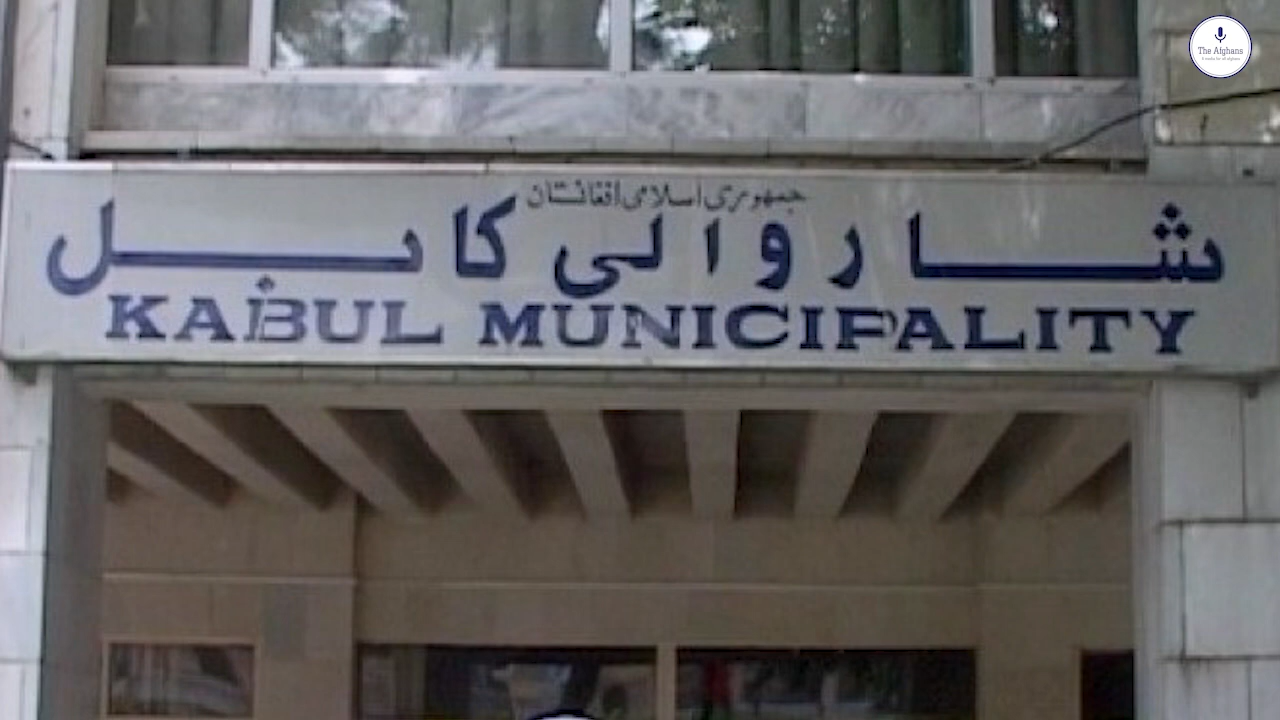 جمهوری اسلامی افغانستان
شاروالی کابل
KABUL MUNICIPALITY
The Afghans